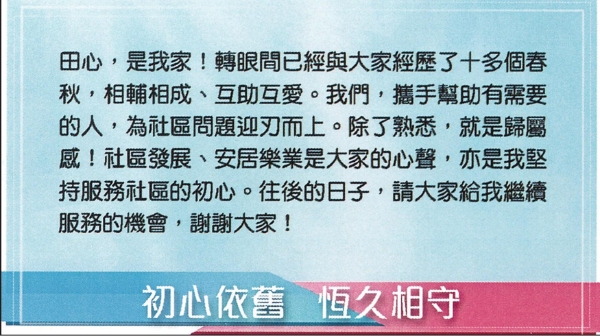 田心，是我家！轉眼間已經與大家經歷了十多個春
秋，相輔相成、互助互愛。我們，攜手幫助有需要
的人，為社區問題迎刃而上。除了熟悉，就是歸屬
感！社區發展、安居樂業是大家的心聲，亦是我堅
持服務社區的初心。往後的日子，請大家給我繼續
服務的機會，謝謝大家！
初心依舊　恆久相守